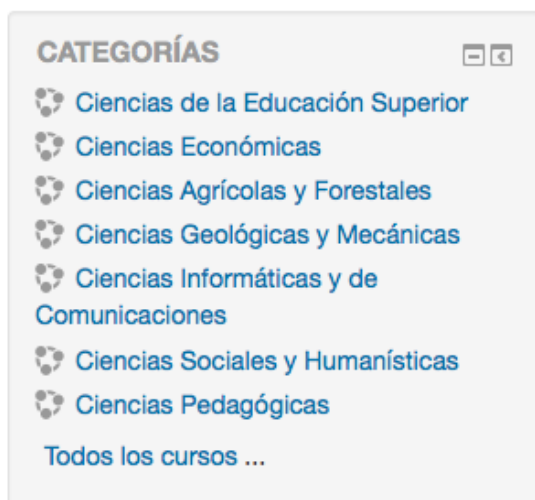 CATEGORÍAS
Ciencias de la Educación Superior
Ciencias Económicas
Ciencias Agrícolas y Forestales
Ciencias Geológicas y Mecánicas
Ciencias Informáticas y de
Comunicaciones
Ciencias Sociales y Humanísticas
Ciencias Pedagógicas
Todos los cursos ...